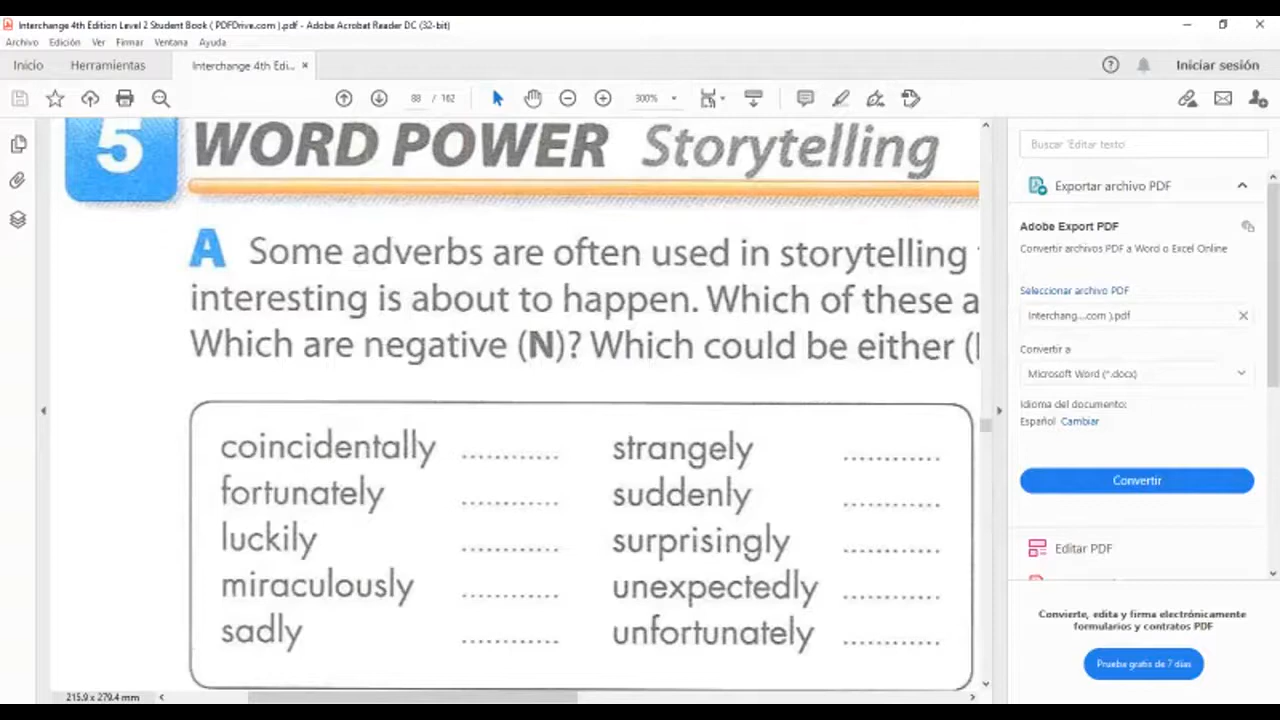 Interchange 4th Edition Level 2 Student Book ( PDFDrive.com ).pdf - Adobe Acrobat Reader DC (32-bit)
Archivo Edición Ver Firmar Ventana Ayuda
Inicio Herramientas Interchange 4th Edi... × Iniciar sesión
88 / 162 300%
5 WORD POWER Storytelling
A Some adverbs are often used in storytelling
interesting is about to happen. Which of these a
Which are negative (N)? Which could be either (
coincidentally ........... strangely ...........
fortunately ........... suddenly ...........
luckily ........... surprisingly ...........
miraculously ........... unexpectedly ...........
sadly ........... unfortunately ...........
215.9 x 279.4 mm
Buscar 'Editar texto'
Exportar archivo PDF
Adobe Export PDF
Convertir archivos PDF a Word o Excel Online
Seleccionar archivo PDF
Interchang...com ).pdf
Convertir a
Microsoft Word (*.docx)
Idioma del documento:
Español Cambiar
Convertir
Editar PDF
Convierte, edita y firma electrónicamente
formularios y contratos PDF
Prueba gratis de 7 días